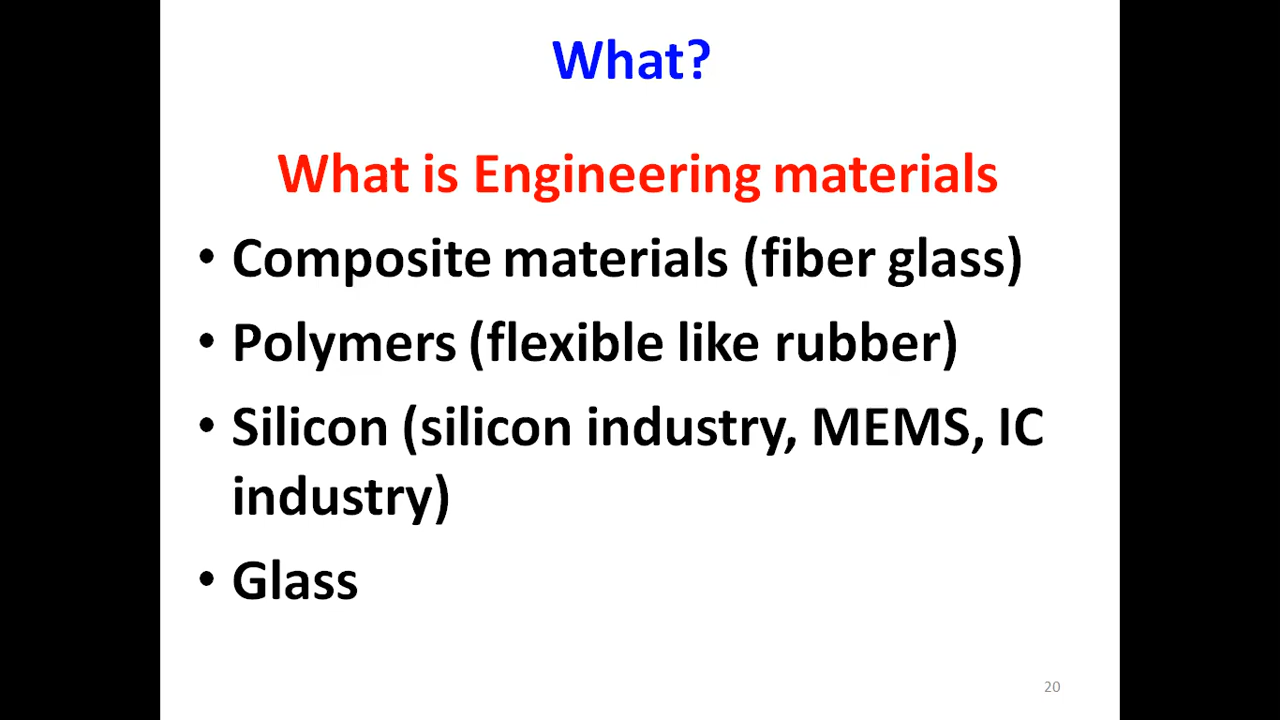 What?
What is Engineering materials
• Composite materials (fiber glass)
• Polymers (flexible like rubber)
• Silicon (silicon industry, MEMS, IC
industry)
• Glass
20